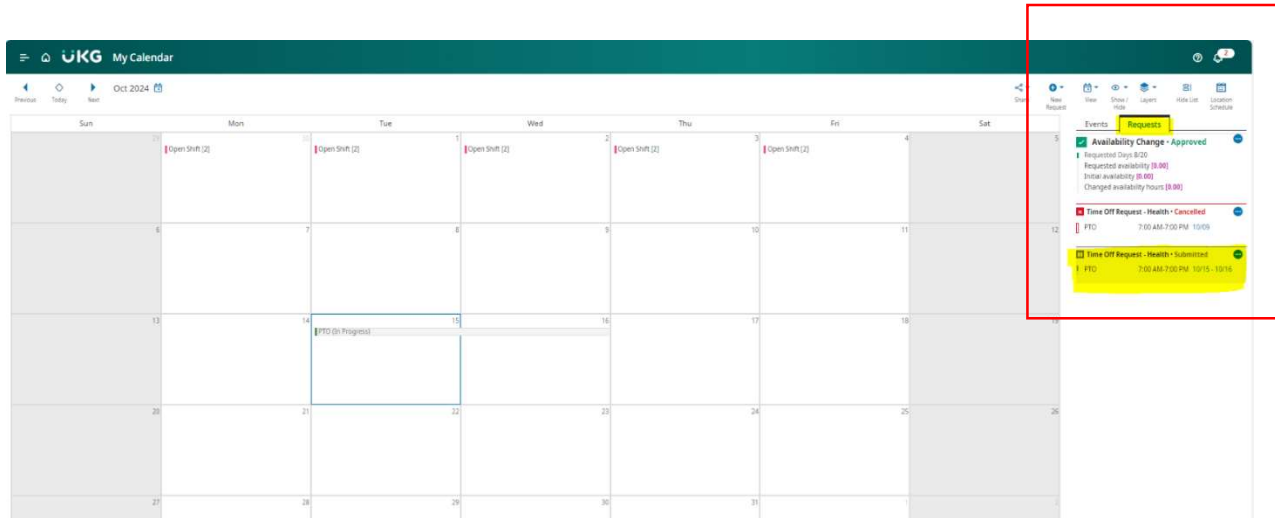 UKG My Calendar
2
Previous Today Next Oct 2024
Share New Request View Show / Hide Layers Hide List Location Schedule
Sun Mon Tue Wed Thu Fri Sat
29 30 1 2 3 4 5
Open Shift [2] Open Shift [2] Open Shift [2] Open Shift [2] Open Shift [2]
6 7 8 9 10 11 12
13 14 15 16 17 18 19
PTO (In Progress)
20 21 22 23 24 25 26
27 28 29 30 31
Events Requests
Availability Change • Approved
Requested Days 8/20
Requested availability [0.00]
Initial availability [0.00]
Changed availability hours [0.00]
Time Off Request - Health • Cancelled
PTO 7:00 AM-7:00 PM 10/09
Time Off Request - Health • Submitted
PTO 7:00 AM-7:00 PM 10/15 - 10/16